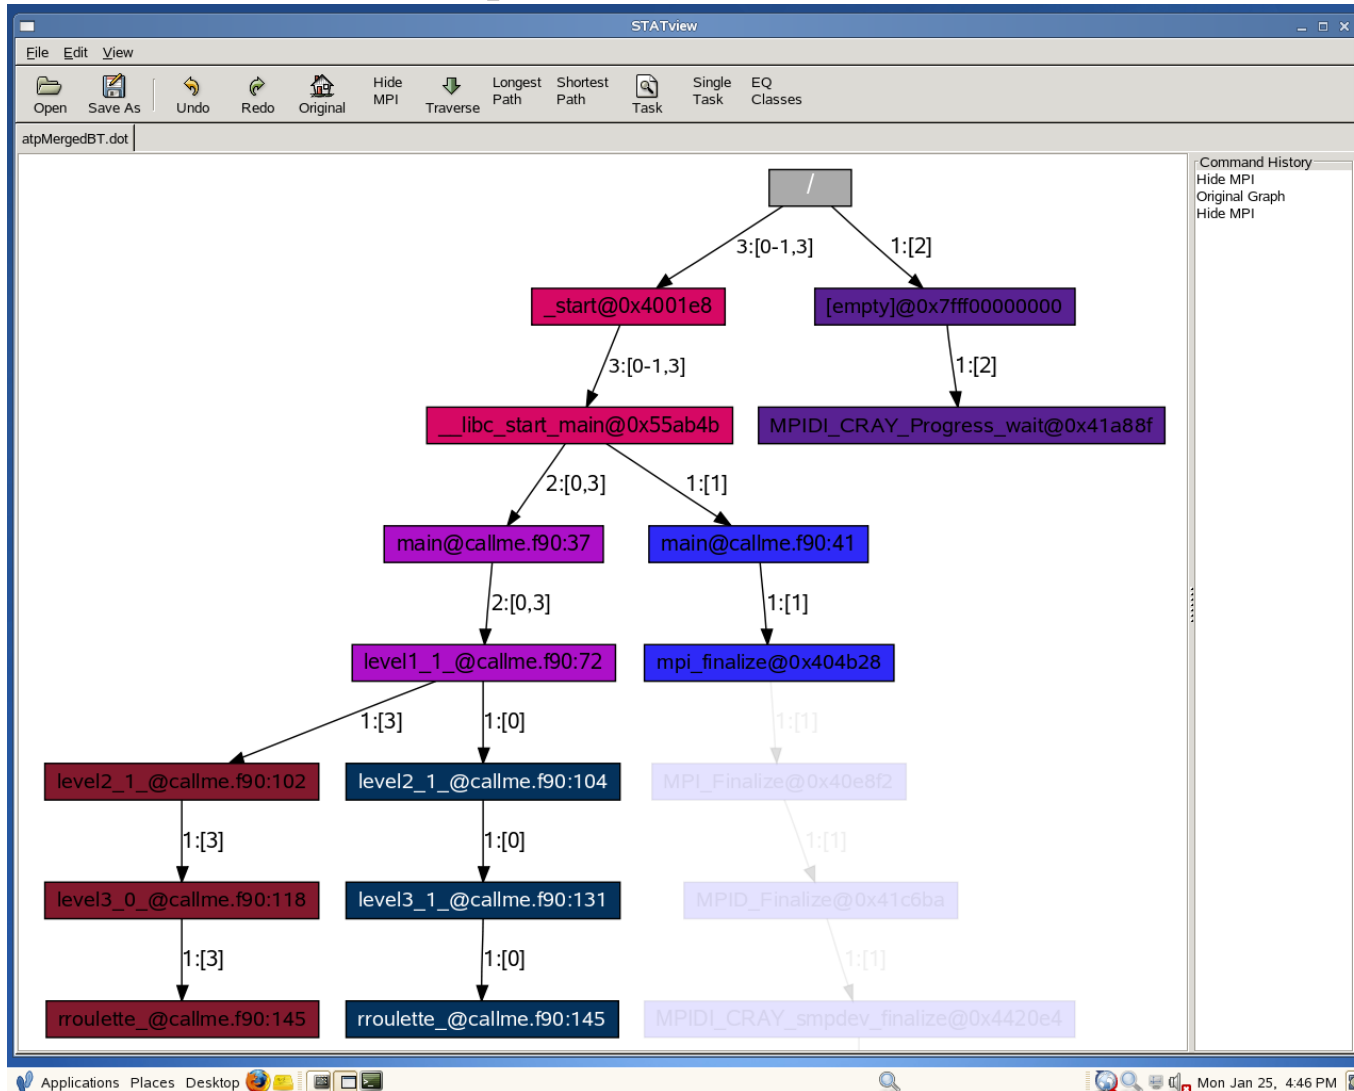 STATview
File Edit View
Open Save As Undo Redo Original Hide MPI Traverse Longest Path Shortest Path Task Single Task EQ Classes
atpMergedBT.dot
Command History
Hide MPI
Original Graph
Hide MPI
/
3:[0-1,3] 1:[2]
_start@0x4001e8 [empty]@0x7fff00000000
3:[0-1,3] 1:[2]
__libc_start_main@0x55ab4b MPIDI_CRAY_Progress_wait@0x41a88f
2:[0,3] 1:[1]
main@callme.f90:37 main@callme.f90:41
2:[0,3] 1:[1]
level1_1_@callme.f90:72 mpi_finalize@0x404b28
1:[3] 1:[0] 1:[1]
level2_1_@callme.f90:102 level2_1_@callme.f90:104 MPI_Finalize@0x40e8f2
1:[3] 1:[0] 1:[1]
level3_0_@callme.f90:118 level3_1_@callme.f90:131 MPID_Finalize@0x41c6ba
1:[3] 1:[0] 1:[1]
rroulette_@callme.f90:145 rroulette_@callme.f90:145 MPIDI_CRAY_smpdev_finalize@0x4420e4
Applications Places Desktop Mon Jan 25, 4:46 PM